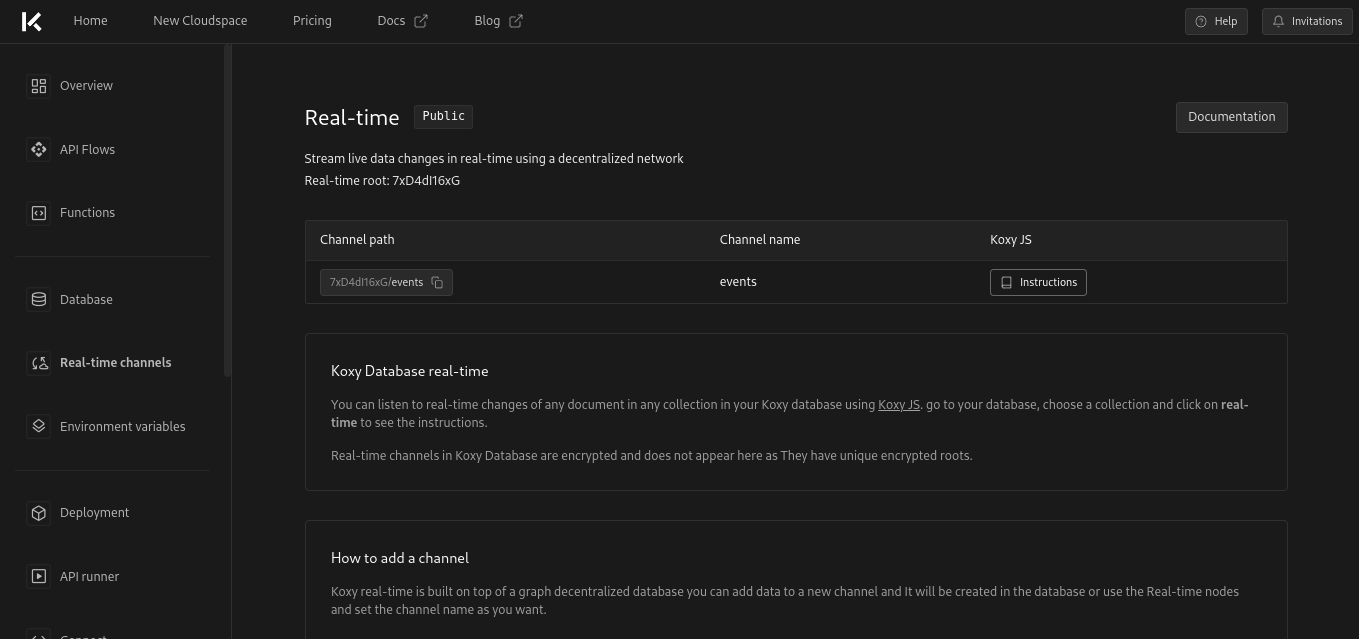 Home
New Cloudspace
Pricing
Docs
Blog
Help
Invitations
Overview
API Flows
Functions
Database
Real-time channels
Environment variables
Deployment
API runner
Connect
Real-time
Public
Documentation
Stream live data changes in real-time using a decentralized network
Real-time root: 7xD4dI16xG
Channel path
Channel name
Koxy JS
7xD4dI16xG/events
events
Instructions
Koxy Database real-time
You can listen to real-time changes of any document in any collection in your Koxy database using Koxy JS. go to your database, choose a collection and click on real-
time to see the instructions.
Real-time channels in Koxy Database are encrypted and does not appear here as They have unique encrypted roots.
How to add a channel
Koxy real-time is built on top of a graph decentralized database you can add data to a new channel and It will be created in the database or use the Real-time nodes
and set the channel name as you want.